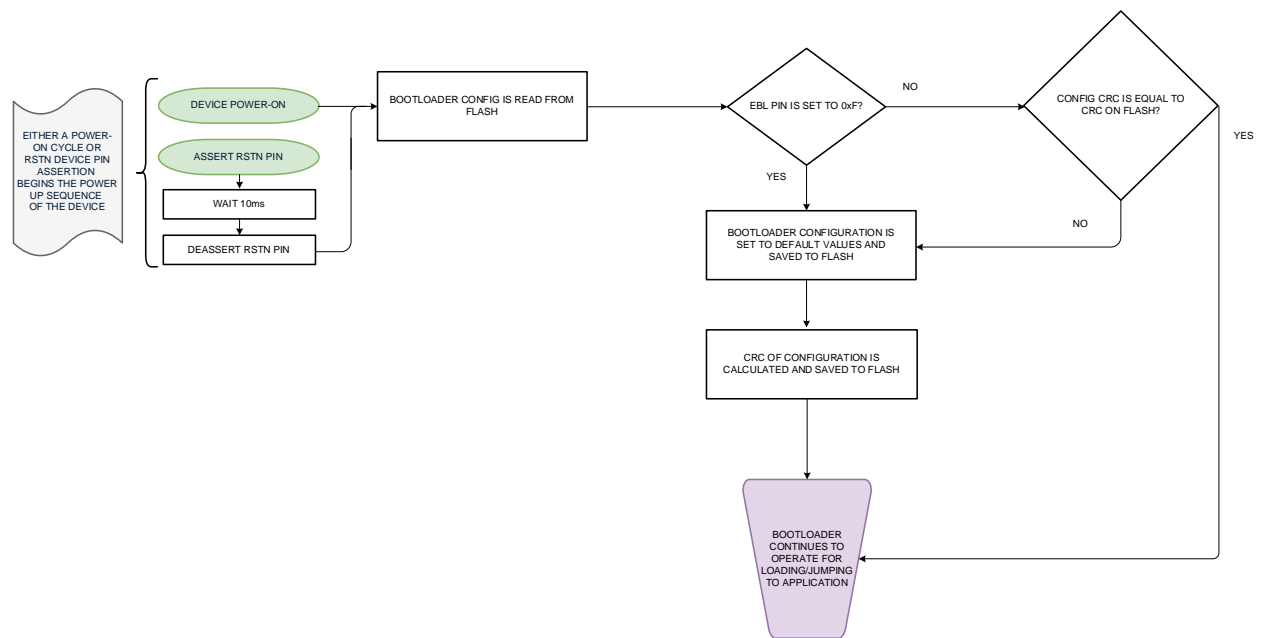 EITHER A POWER-
ON CYCLE OR
RSTN DEVICE PIN
ASSERTION
BEGINS THE POWER
UP SEQUENCE
OF THE DEVICE
DEVICE POWER-ON
ASSERT RSTN PIN
WAIT 10ms
DEASSERT RSTN PIN
BOOTLOADER CONFIG IS READ FROM
FLASH
EBL PIN IS SET TO 0xF?
NO
YES
CONFIG CRC IS EQUAL TO
CRC ON FLASH?
YES
NO
BOOTLOADER CONFIGURATION IS
SET TO DEFAULT VALUES AND
SAVED TO FLASH
CRC OF CONFIGURATION IS
CALCULATED AND SAVED TO FLASH
BOOTLOADER
CONTINUES TO
OPERATE FOR
LOADING/JUMPING
TO APPLICATION